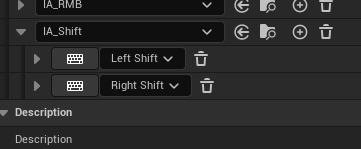 IA_RMB
IA_Shift
Left Shift
Right Shift
Description
Description